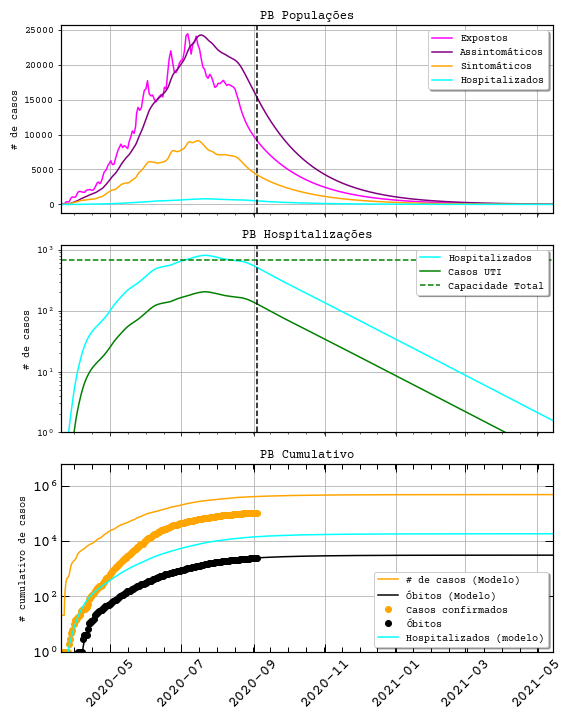 PB Populações
25000
20000
15000
10000
5000
0
# de casos
Expostos
Assintomáticos
Sintomáticos
Hospitalizados
PB Hospitalizações
10³
10²
10¹
10⁰
# de casos
Hospitalizados
Casos UTI
Capacidade Total
PB Cumulativo
10⁶
10⁴
10²
10⁰
# cumulativo de casos
# de casos (Modelo)
Óbitos (Modelo)
Casos confirmados
Óbitos
Hospitalizados (modelo)
2020-05
2020-07
2020-09
2020-11
2021-01
2021-03
2021-05